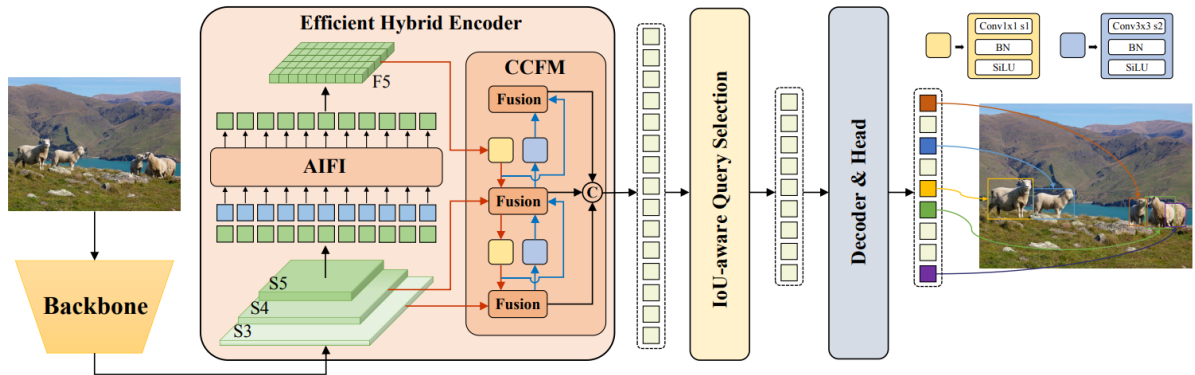 Efficient Hybrid Encoder
Conv1x1 s1
BN
SiLU
Conv3x3 s2
BN
SiLU
F5
CCFM
Fusion
AIFI
Fusion
C
S5
S4
S3
Fusion
Backbone
IoU-aware Query Selection
Decoder & Head